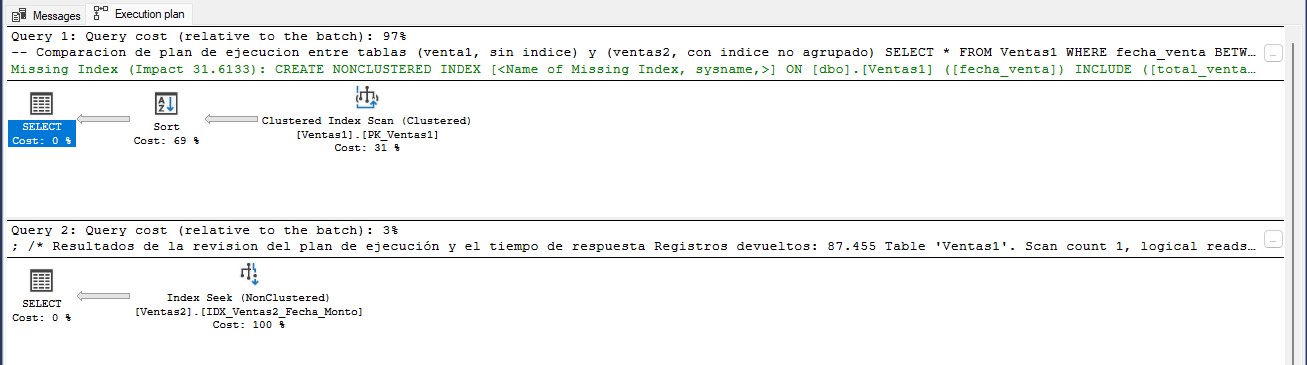 Messages Execution plan
Query 1: Query cost (relative to the batch): 97%
-- Comparacion de plan de ejecucion entre tablas (venta1, sin indice) y (ventas2, con indice no agrupado) SELECT * FROM Ventas1 WHERE fecha_venta BETW…
Missing Index (Impact 31.6133): CREATE NONCLUSTERED INDEX [<Name of Missing Index, sysname,>] ON [dbo].[Ventas1] ([fecha_venta]) INCLUDE ([total_venta…
SELECT
Cost: 0 %
Sort
Cost: 69 %
Clustered Index Scan (Clustered)
[Ventas1].[PK_Ventas1]
Cost: 31 %
Query 2: Query cost (relative to the batch): 3%
; /* Resultados de la revision del plan de ejecución y el tiempo de respuesta Registros devueltos: 87.455 Table 'Ventas1'. Scan count 1, logical reads…
SELECT
Cost: 0 %
Index Seek (NonClustered)
[Ventas2].[IDX_Ventas2_Fecha_Monto]
Cost: 100 %